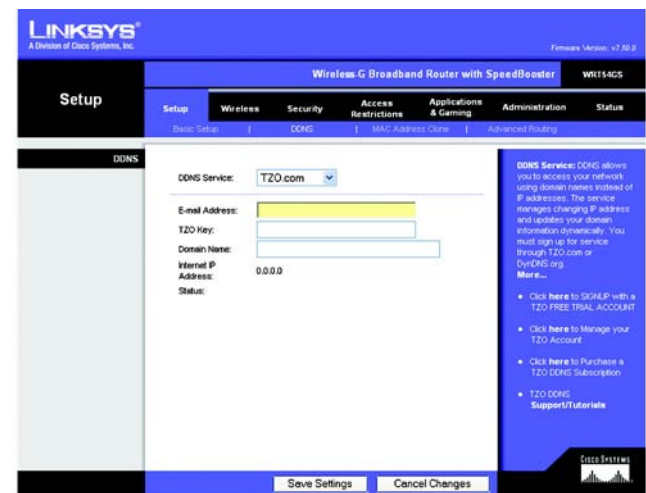 LINKSYS®
A Division of Cisco Systems, Inc.
Firmware Version: v7.50.0
Wireless-G Broadband Router with SpeedBooster
WRT54GS
Setup
Setup Wireless Security Access Restrictions Applications & Gaming Administration Status
Basic Setup | DDNS | MAC Address Clone | Advanced Routing
DDNS
DDNS Service: TZO.com
E-mail Address:
TZO Key:
Domain Name:
Internet IP
Address: 0.0.0.0
Status:
DDNS Service: DDNS allows
you to access your network
using domain names instead of
IP addresses. The service
manages changing IP address
and updates your domain
information dynamically. You
must sign up for service
through TZO.com or
DynDNS.org.
More...
Click here to SIGNUP with a
TZO FREE TRIAL ACCOUNT
Click here to Manage your
TZO Account
Click here to Purchase a
TZO DDNS Subscription
TZO DDNS
Support/Tutorials
Save Settings Cancel Changes
CISCO SYSTEMS